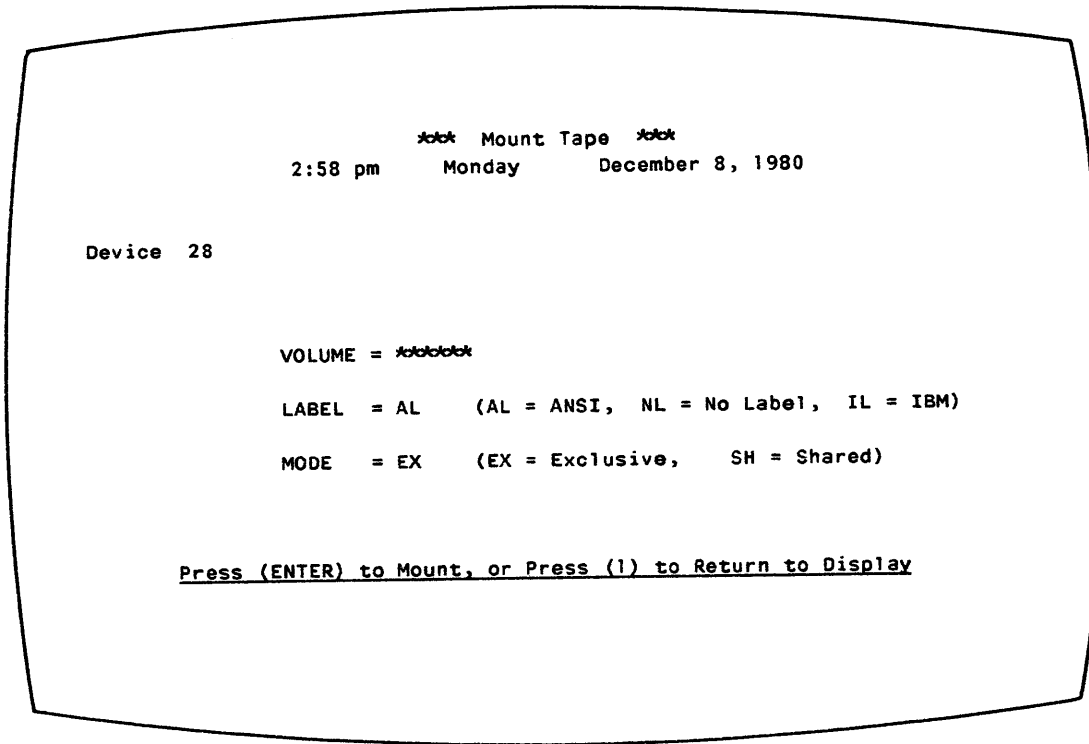 *** Mount Tape ***
2:58 pm Monday December 8, 1980
Device 28
VOLUME = ******
LABEL = AL (AL = ANSI, NL = No Label, IL = IBM)
MODE = EX (EX = Exclusive, SH = Shared)
Press (ENTER) to Mount, or Press (1) to Return to Display